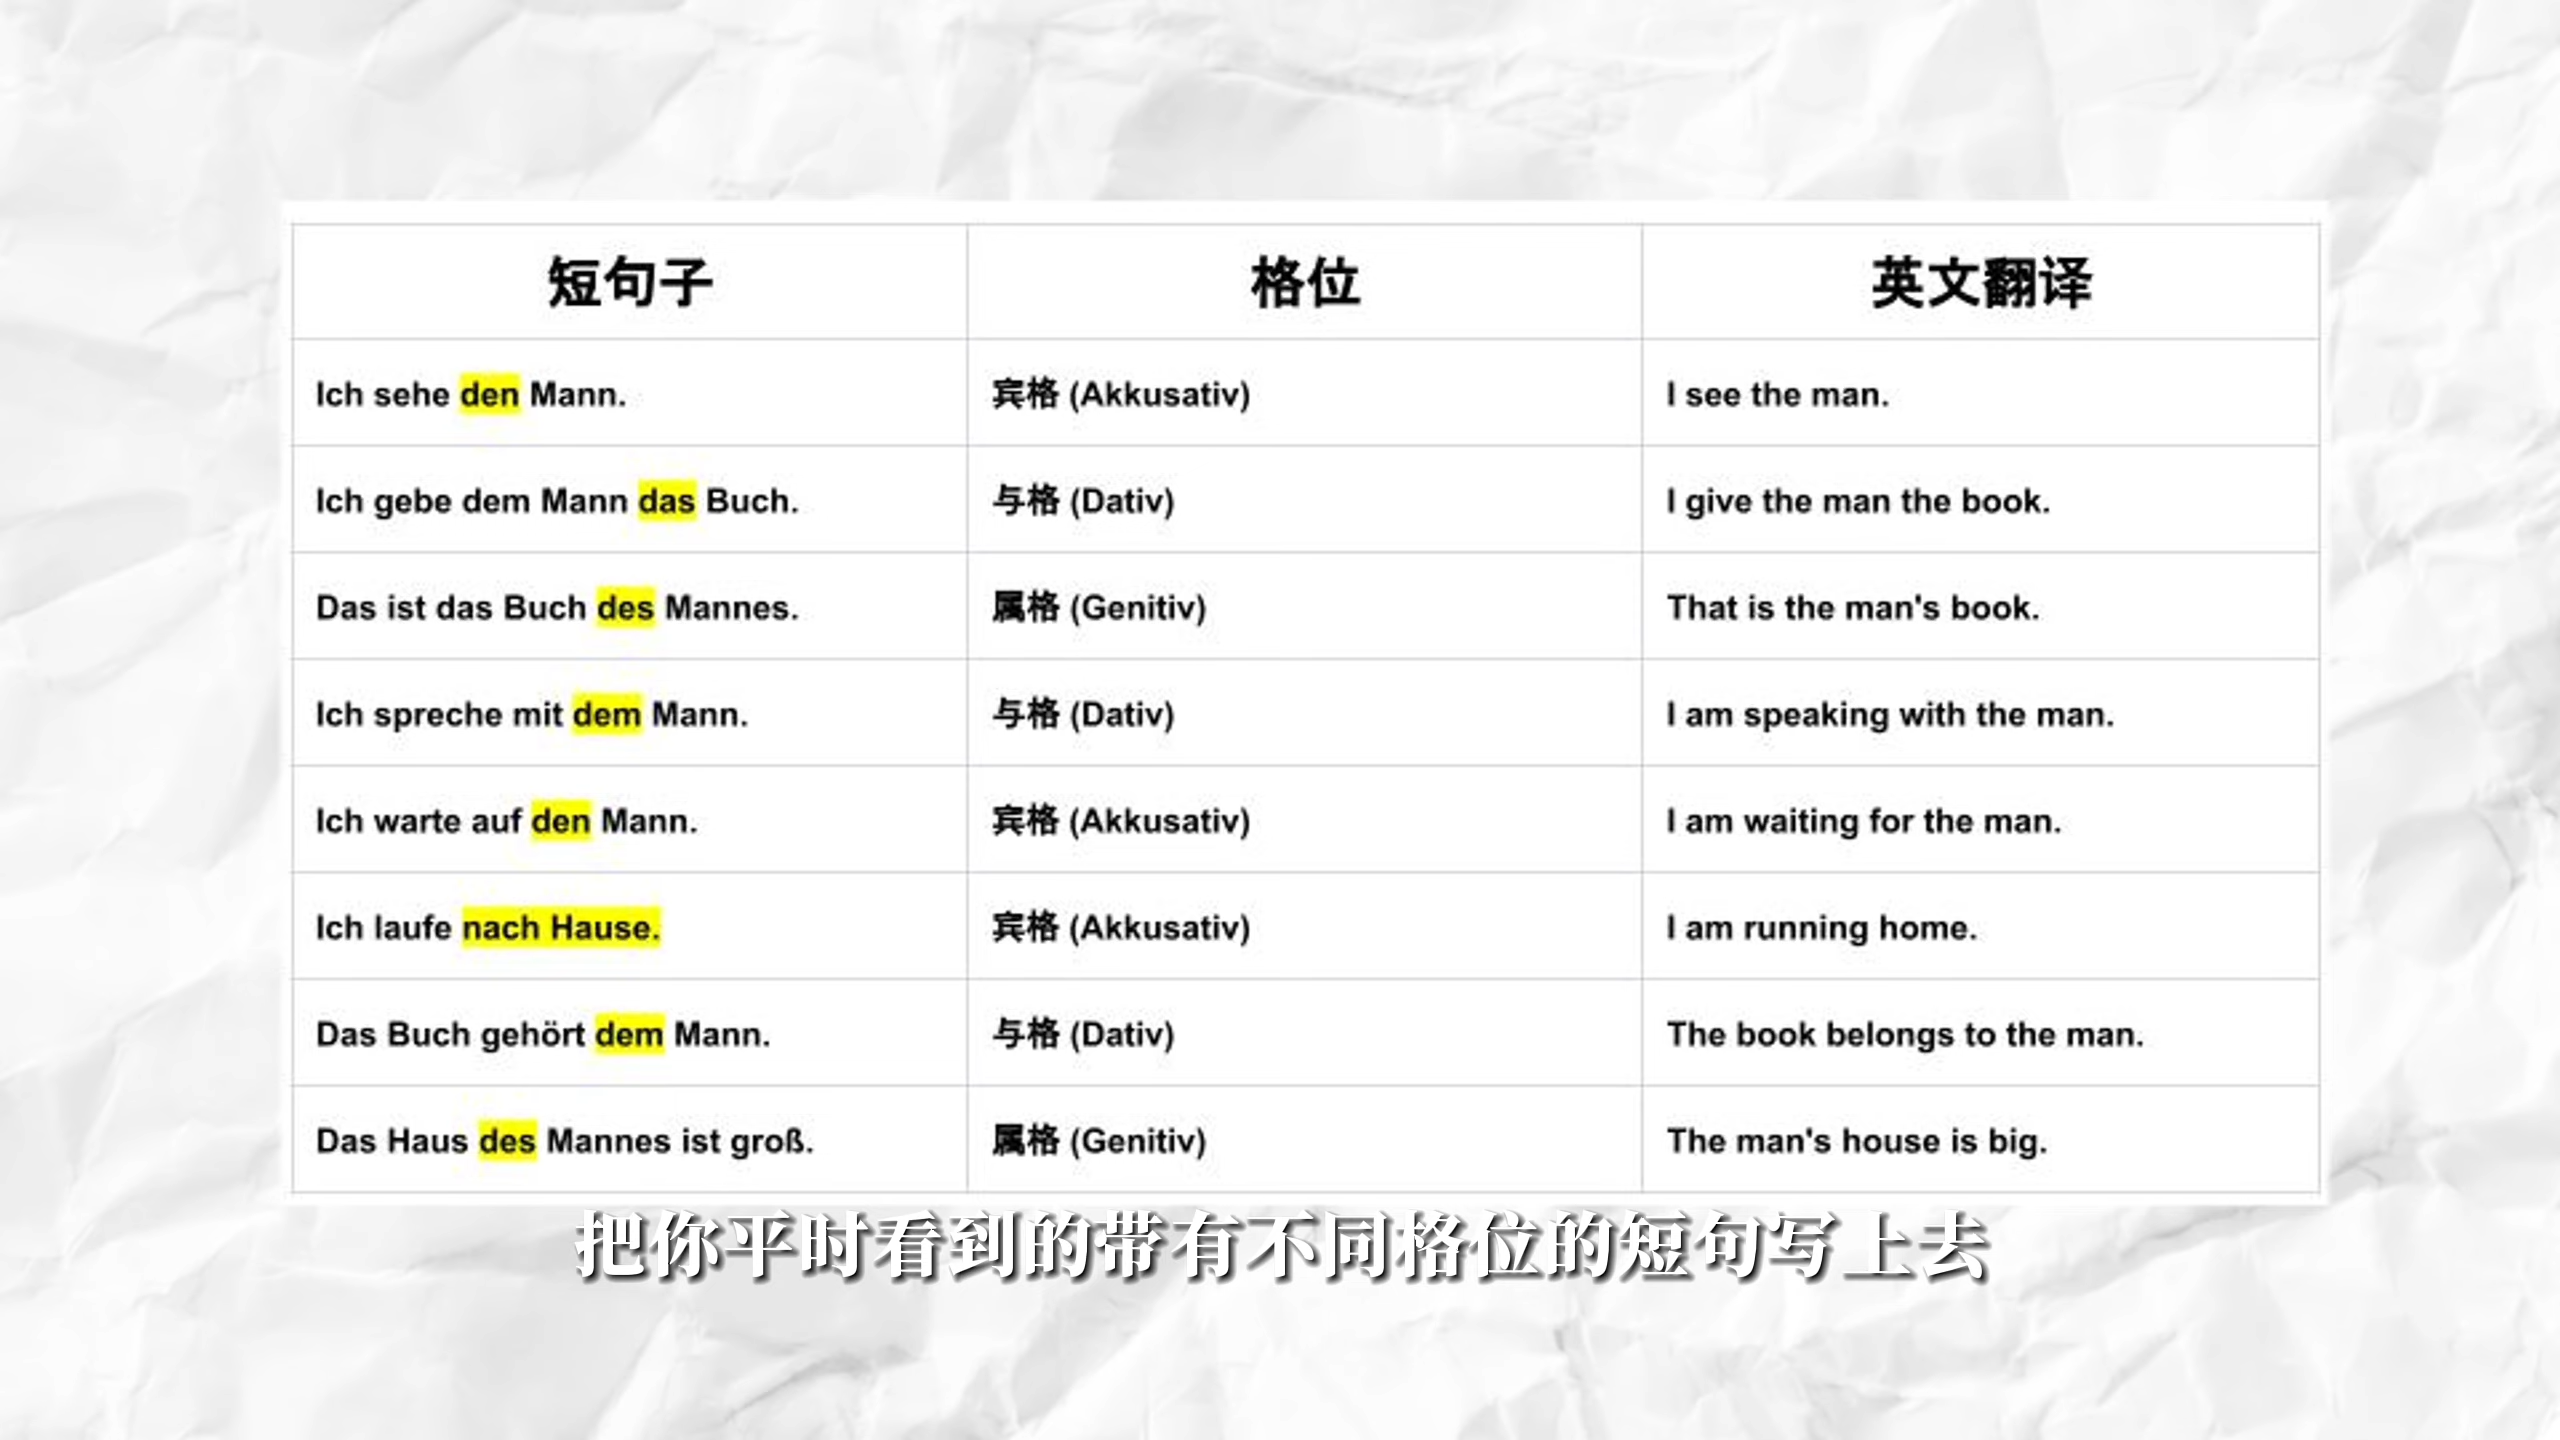 短句子 格位 英文翻译
Ich sehe den Mann. 宾格 (Akkusativ) I see the man.
Ich gebe dem Mann das Buch. 与格 (Dativ) I give the man the book.
Das ist das Buch des Mannes. 属格 (Genitiv) That is the man's book.
Ich spreche mit dem Mann. 与格 (Dativ) I am speaking with the man.
Ich warte auf den Mann. 宾格 (Akkusativ) I am waiting for the man.
Ich laufe nach Hause. 宾格 (Akkusativ) I am running home.
Das Buch gehört dem Mann. 与格 (Dativ) The book belongs to the man.
Das Haus des Mannes ist groß. 属格 (Genitiv) The man's house is big.
把你平时看到的带有不同格位的短句写上去